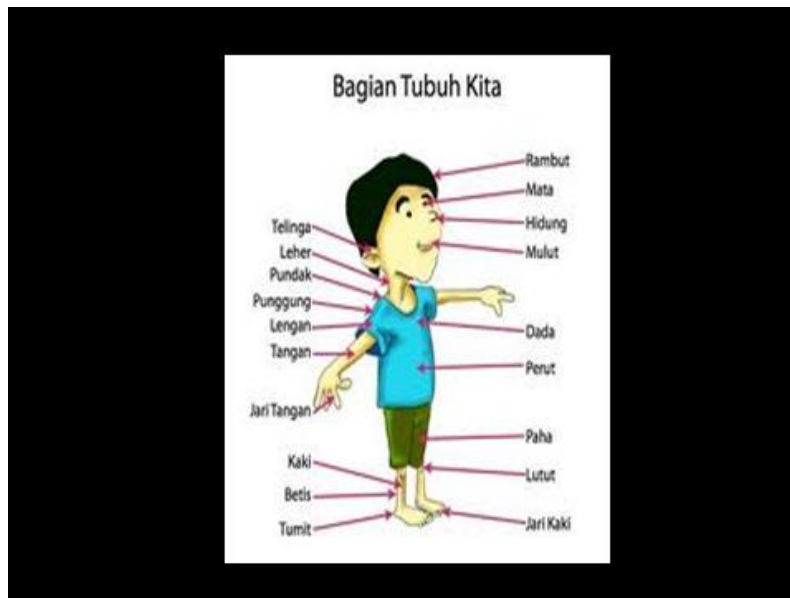 Bagian Tubuh Kita
Rambut
Mata
Hidung
Mulut
Telinga
Leher
Pundak
Punggung
Lengan
Tangan
Jari Tangan
Dada
Perut
Paha
Lutut
Jari Kaki
Kaki
Betis
Tumit